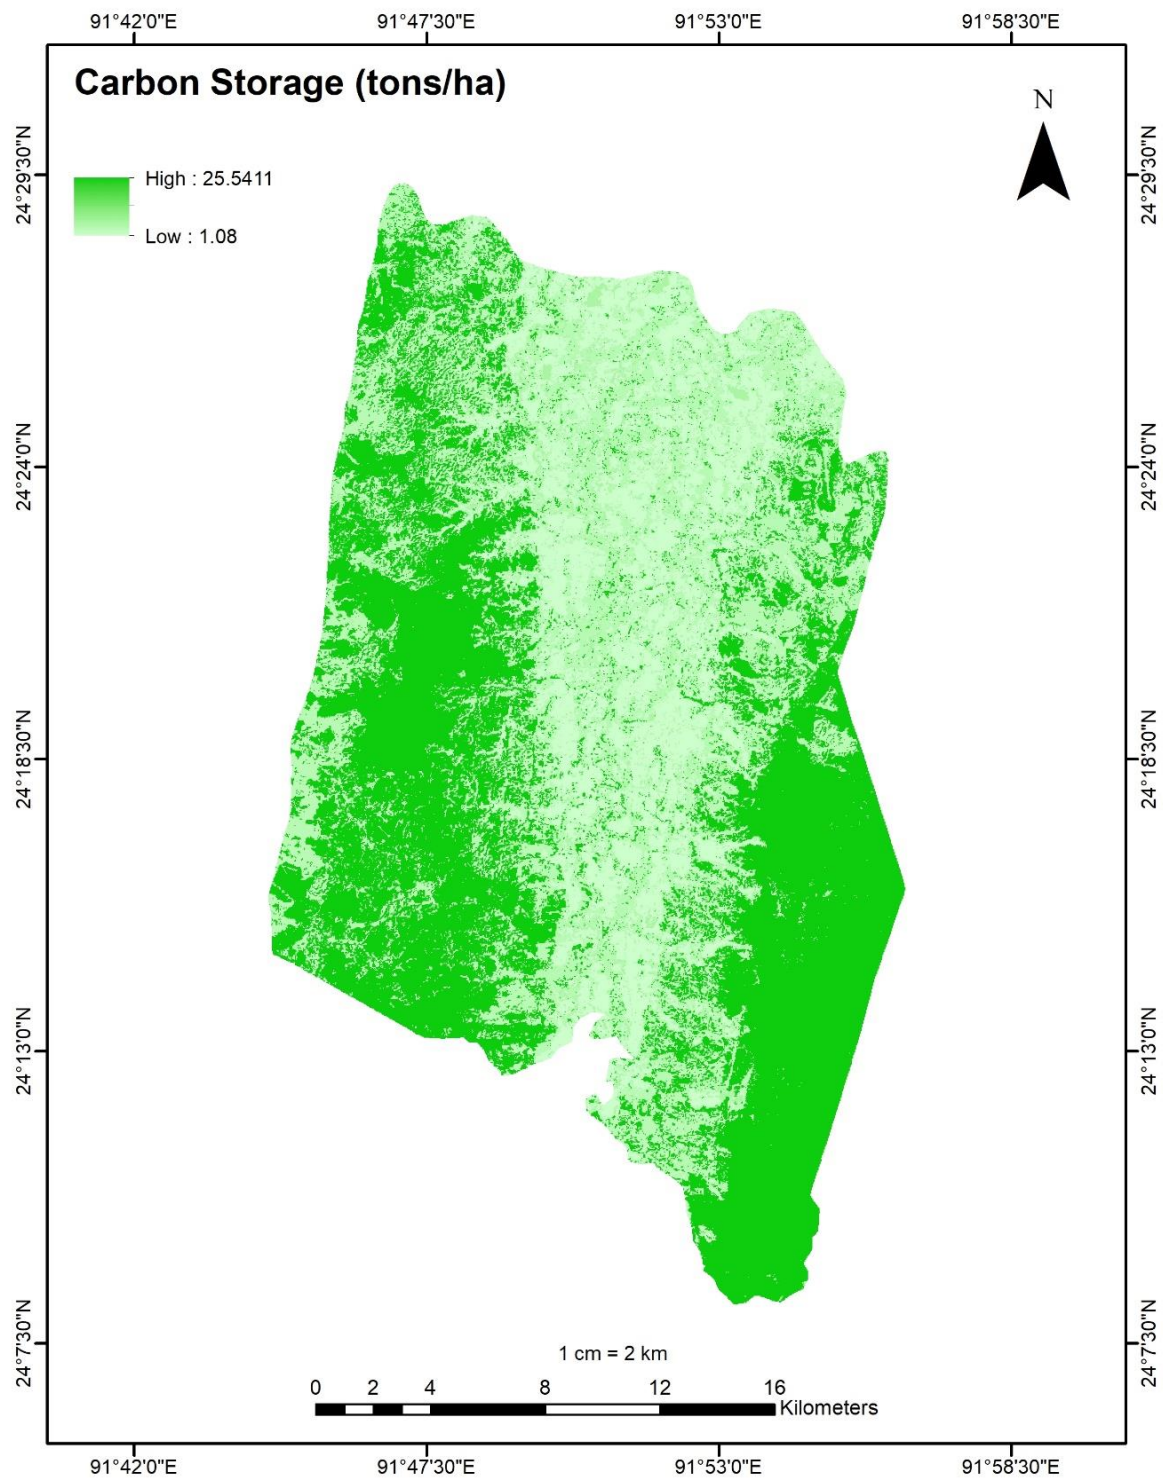 91°42'0"E 91°47'30"E 91°53'0"E 91°58'30"E
Carbon Storage (tons/ha)
N
24°29'30"N 24°29'30"N
High : 25.5411
Low : 1.08
24°24'0"N 24°24'0"N
24°18'30"N 24°18'30"N
24°13'0"N 24°13'0"N
24°7'30"N 24°7'30"N
1 cm = 2 km
0 2 4 8 12 16
Kilometers
91°42'0"E 91°47'30"E 91°53'0"E 91°58'30"E